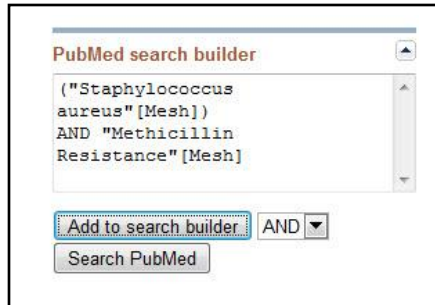 PubMed search builder
("Staphylococcus
aureus"[Mesh])
AND "Methicillin
Resistance"[Mesh]
Add to search builder AND
Search PubMed